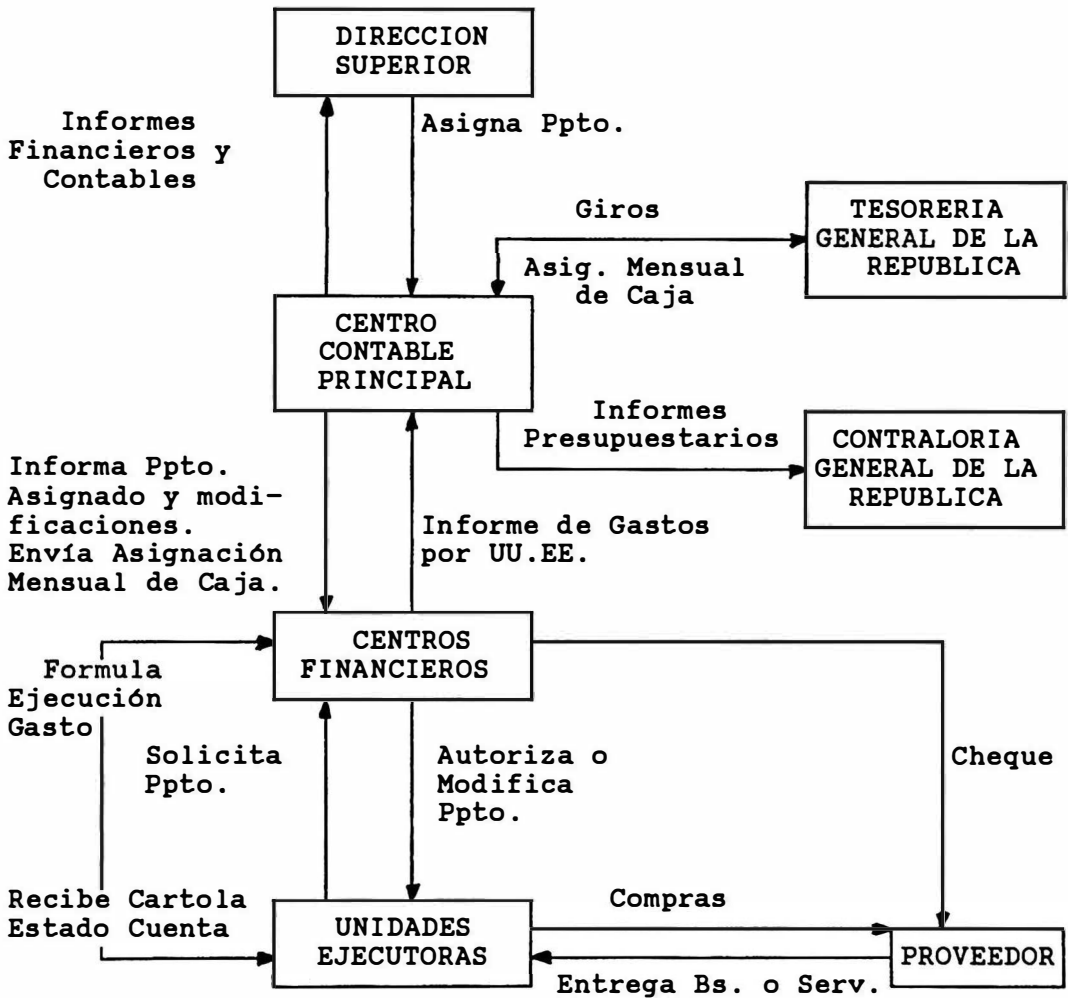 DIRECCION
SUPERIOR
Informes
Financieros y
Contables
Asigna Ppto.
Giros
Asig. Mensual
de Caja
TESORERIA
GENERAL DE LA
REPUBLICA
CENTRO
CONTABLE
PRINCIPAL
Informes
Presupuestarios
CONTRALORIA
GENERAL DE LA
REPUBLICA
Informa Ppto.
Asignado y modi-
ficaciones.
Envía Asignación
Mensual de Caja.
Informe de Gastos
por UU.EE.
CENTROS
FINANCIEROS
Formula
Ejecución
Gasto
Solicita
Ppto.
Autoriza o
Modifica
Ppto.
Cheque
Recibe Cartola
Estado Cuenta
UNIDADES
EJECUTORAS
Compras
Entrega Bs. o Serv.
PROVEEDOR